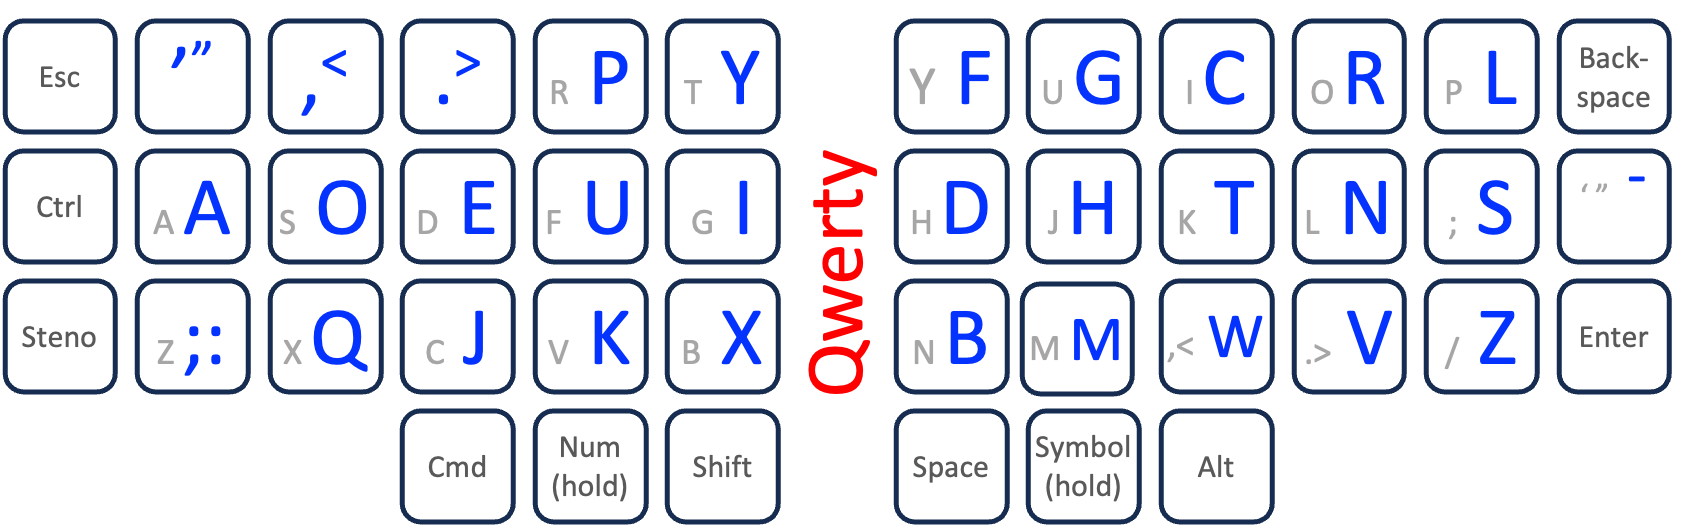 Esc ’” ,< .> R P T Y Y F U G I C O R P L Back-space
Ctrl A A S O D E F U G I H D J H K T L N ; S ‘ ” -
Steno Z ;: X Q C J V K B X N B M M ,< W .> V / Z Enter
Cmd Num (hold) Shift Space Symbol (hold) Alt
Qwerty